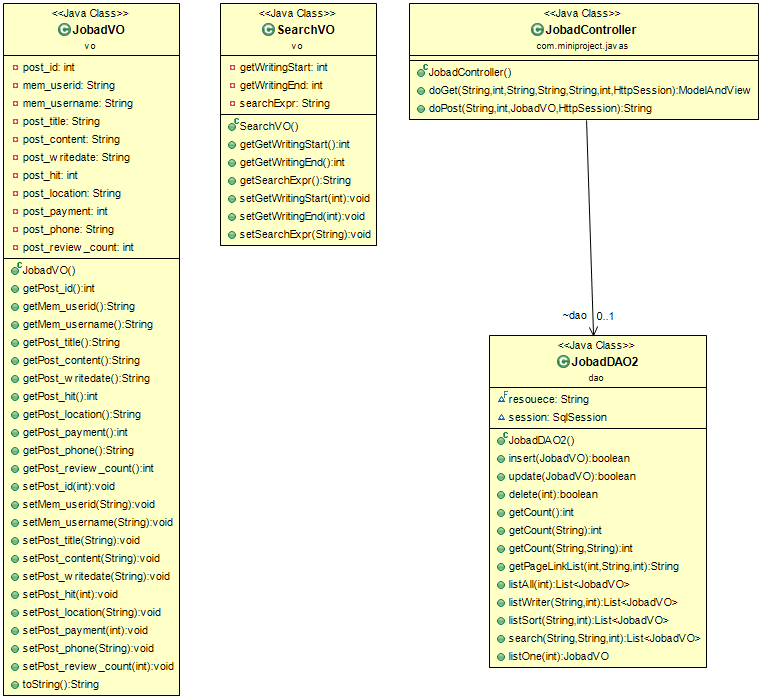 <<Java Class>>
JobadVO
vo
post_id: int
mem_userid: String
mem_username: String
post_title: String
post_content: String
post_writedate: String
post_hit: int
post_location: String
post_payment: int
post_phone: String
post_review_count: int
JobadVO()
getPost_id():int
getMem_userid():String
getMem_username():String
getPost_title():String
getPost_content():String
getPost_writedate():String
getPost_hit():int
getPost_location():String
getPost_payment():int
getPost_phone():String
getPost_review_count():int
setPost_id(int):void
setMem_userid(String):void
setMem_username(String):void
setPost_title(String):void
setPost_content(String):void
setPost_writedate(String):void
setPost_hit(int):void
setPost_location(String):void
setPost_payment(int):void
setPost_phone(String):void
setPost_review_count(int):void
toString():String
<<Java Class>>
SearchVO
vo
getWritingStart: int
getWritingEnd: int
searchExpr: String
SearchVO()
getGetWritingStart():int
getGetWritingEnd():int
getSearchExpr():String
setGetWritingStart(int):void
setGetWritingEnd(int):void
setSearchExpr(String):void
<<Java Class>>
JobadController
com.miniproject.javas
JobadController()
doGet(String,int,String,String,String,int,HttpSession):ModelAndView
doPost(String,int,JobadVO,HttpSession):String
~dao 0..1
<<Java Class>>
JobadDAO2
dao
resouece: String
session: SqlSession
JobadDAO2()
insert(JobadVO):boolean
update(JobadVO):boolean
delete(int):boolean
getCount():int
getCount(String):int
getCount(String,String):int
getPageLinkList(int,String,int):String
listAll(int):List<JobadVO>
listWriter(String,int):List<JobadVO>
listSort(String,int):List<JobadVO>
search(String,String,int):List<JobadVO>
listOne(int):JobadVO